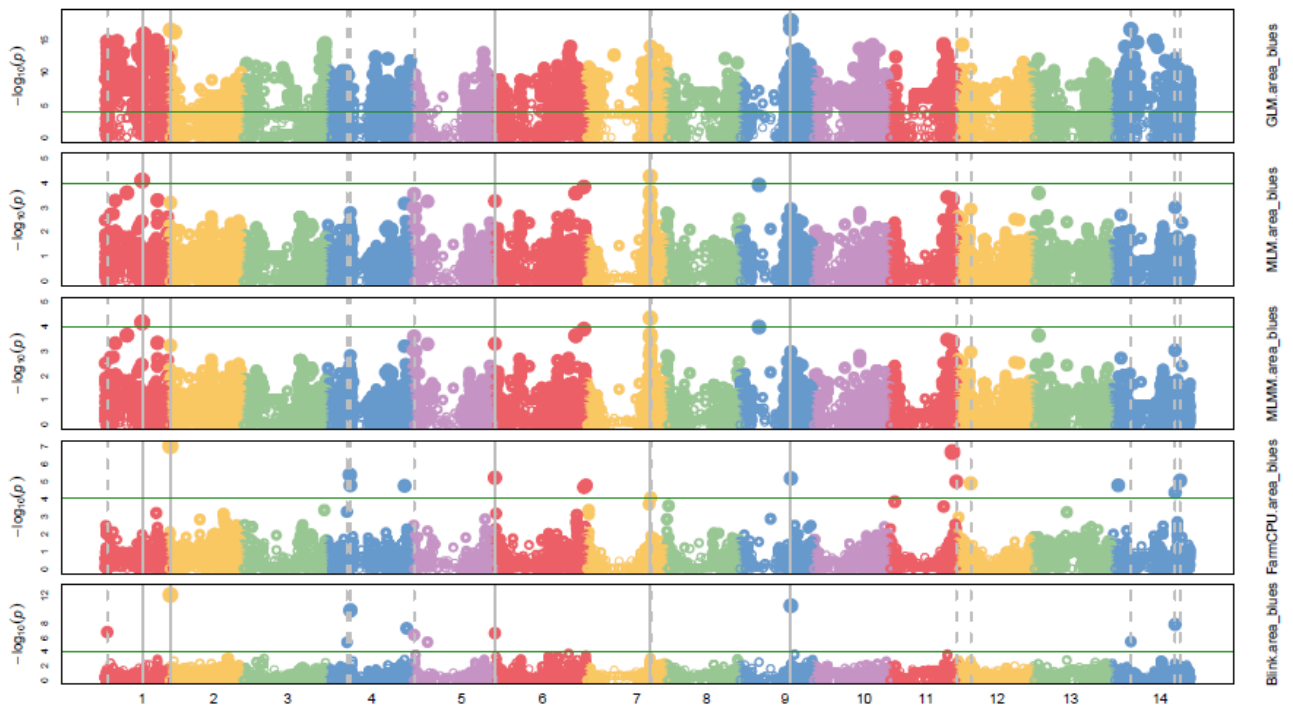 −log₁₀(p)
0 5 10 15
GLM.area_blues
−log₁₀(p)
0 1 2 3 4 5
MLM.area_blues
−log₁₀(p)
0 1 2 3 4 5
MLMM.area_blues
−log₁₀(p)
0 1 2 3 4 5 6 7
FarmCPU.area_blues
−log₁₀(p)
0 2 4 6 8 12
Blink.area_blues
1 2 3 4 5 6 7 8 9 10 11 12 13 14